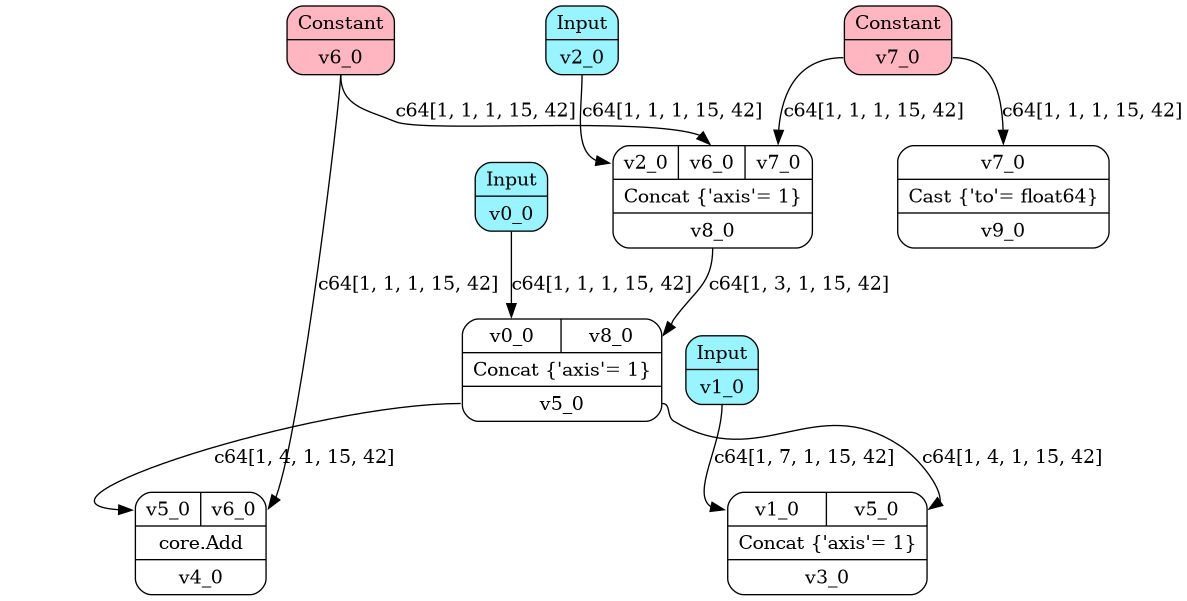 Constant
v6_0
Input
v2_0
Constant
v7_0
c64[1, 1, 1, 15, 42]
c64[1, 1, 1, 15, 42]
c64[1, 1, 1, 15, 42]
c64[1, 1, 1, 15, 42]
v2_0 v6_0 v7_0
Concat {'axis'= 1}
v8_0
v7_0
Cast {'to'= float64}
v9_0
Input
v0_0
c64[1, 1, 1, 15, 42]
c64[1, 1, 1, 15, 42]
c64[1, 3, 1, 15, 42]
v0_0 v8_0
Concat {'axis'= 1}
v5_0
Input
v1_0
c64[1, 4, 1, 15, 42]
c64[1, 7, 1, 15, 42]
c64[1, 4, 1, 15, 42]
v5_0 v6_0
core.Add
v4_0
v1_0 v5_0
Concat {'axis'= 1}
v3_0